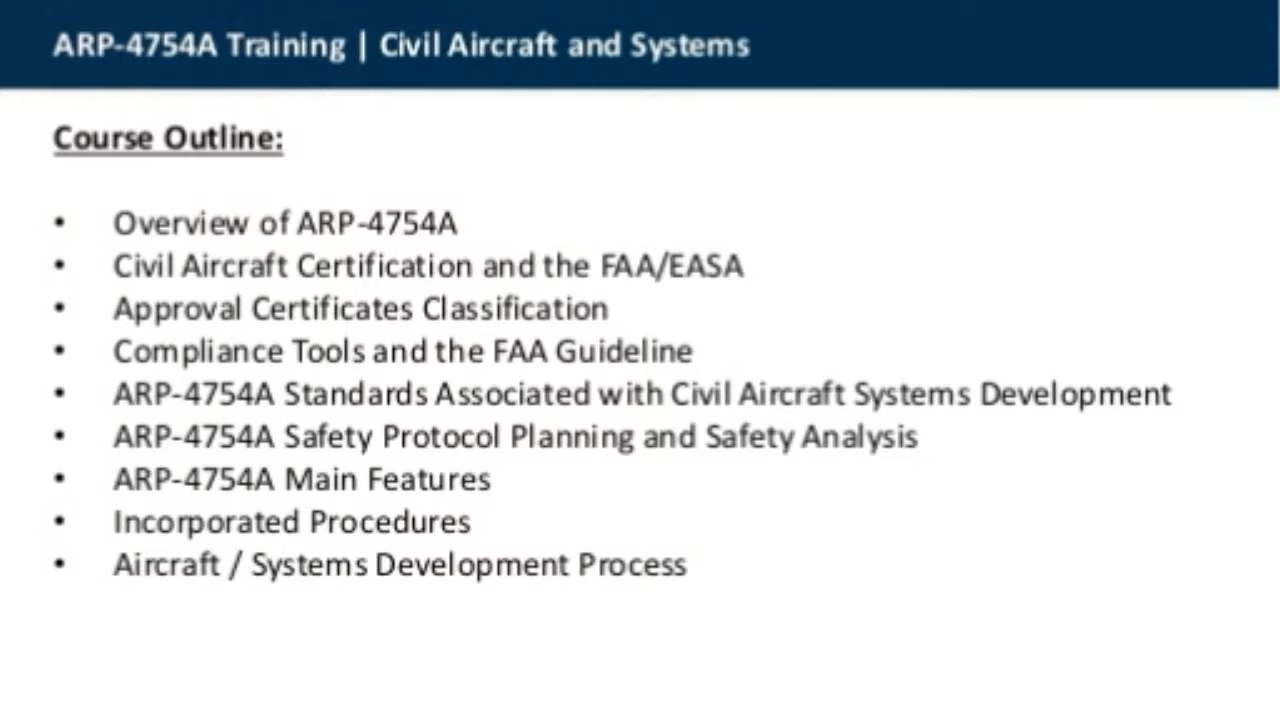 ARP-4754A Training | Civil Aircraft and Systems
Course Outline:
• Overview of ARP-4754A
• Civil Aircraft Certification and the FAA/EASA
• Approval Certificates Classification
• Compliance Tools and the FAA Guideline
• ARP-4754A Standards Associated with Civil Aircraft Systems Development
• ARP-4754A Safety Protocol Planning and Safety Analysis
• ARP-4754A Main Features
• Incorporated Procedures
• Aircraft / Systems Development Process